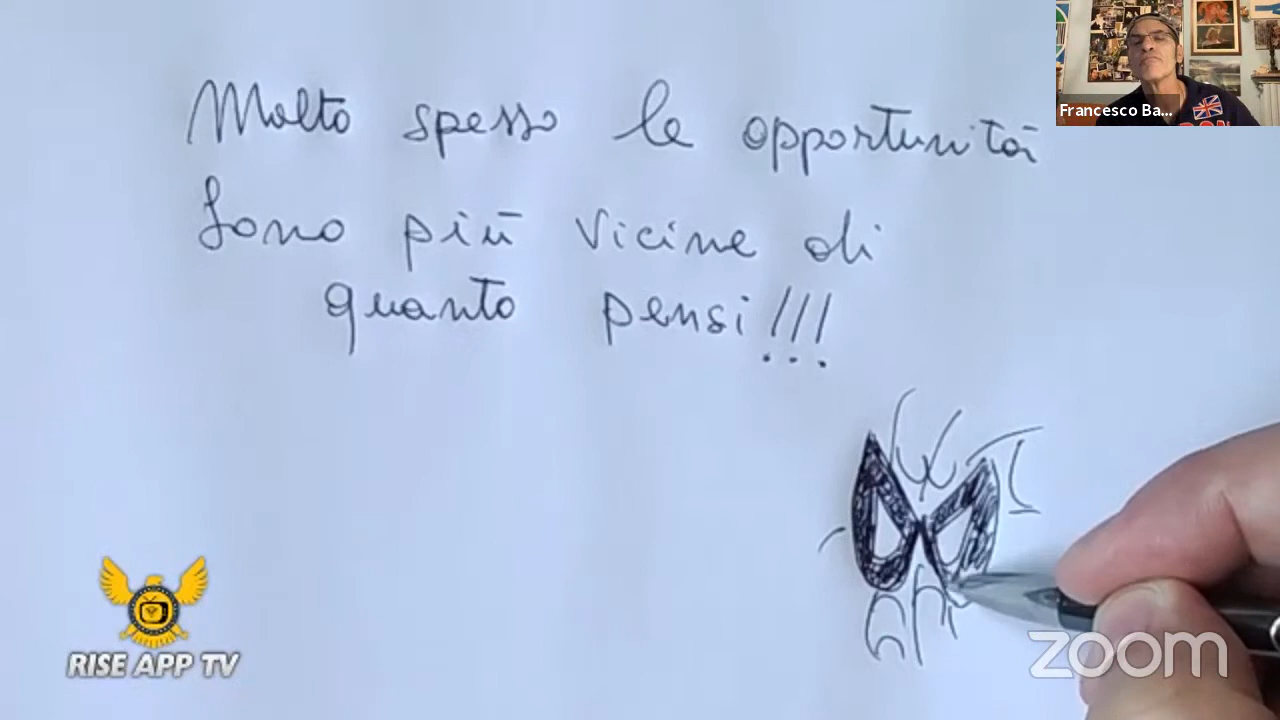 Molto spesso le opportunità
Sono più vicine di
quanto pensi!!!
Francesco Ba...
RISE APP TV
zoom